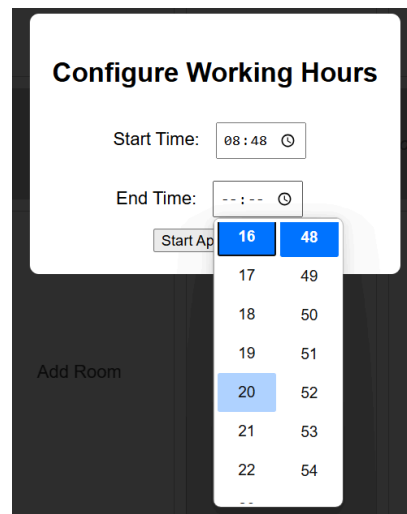 Configure Working Hours
Start Time: 08:48
End Time: --:--
Start Ap
16 48
17 49
18 50
19 51
Add Room
20 52
21 53
22 54